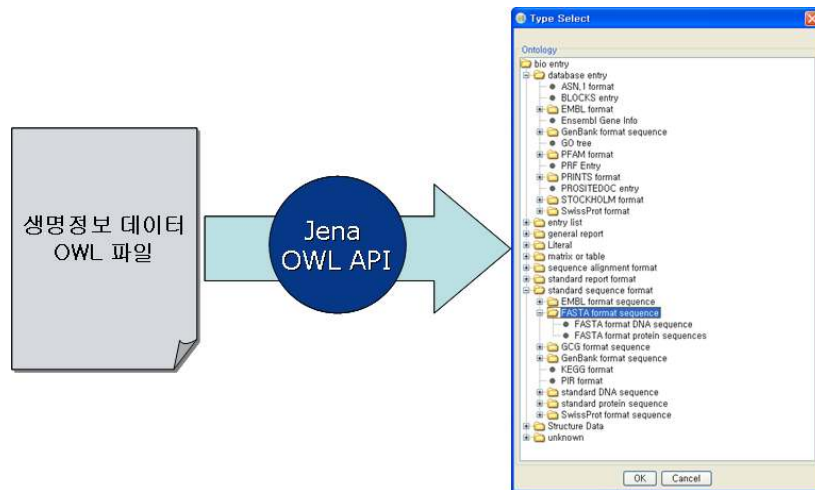 생명정보 데이터
OWL 파일
Jena
OWL API
Type Select
Ontology
bio entry
database entry
ASN.1 format
BLOCKS entry
EMBL format
Ensembl Gene Info
GenBank format sequence
GO tree
PFAM format
PRF Entry
PRINTS format
PROSITEDOC entry
STOCKHOLM format
SwissProt format
entry list
general report
Literal
matrix or table
sequence alignment format
standard report format
standard sequence format
EMBL format sequence
FASTA format sequence
FASTA format DNA sequence
FASTA format protein sequences
GCG format sequence
GenBank format sequence
KEGG format
PIR format
standard DNA sequence
standard protein sequence
SwissProt format sequence
Structure Data
unknown
OK Cancel